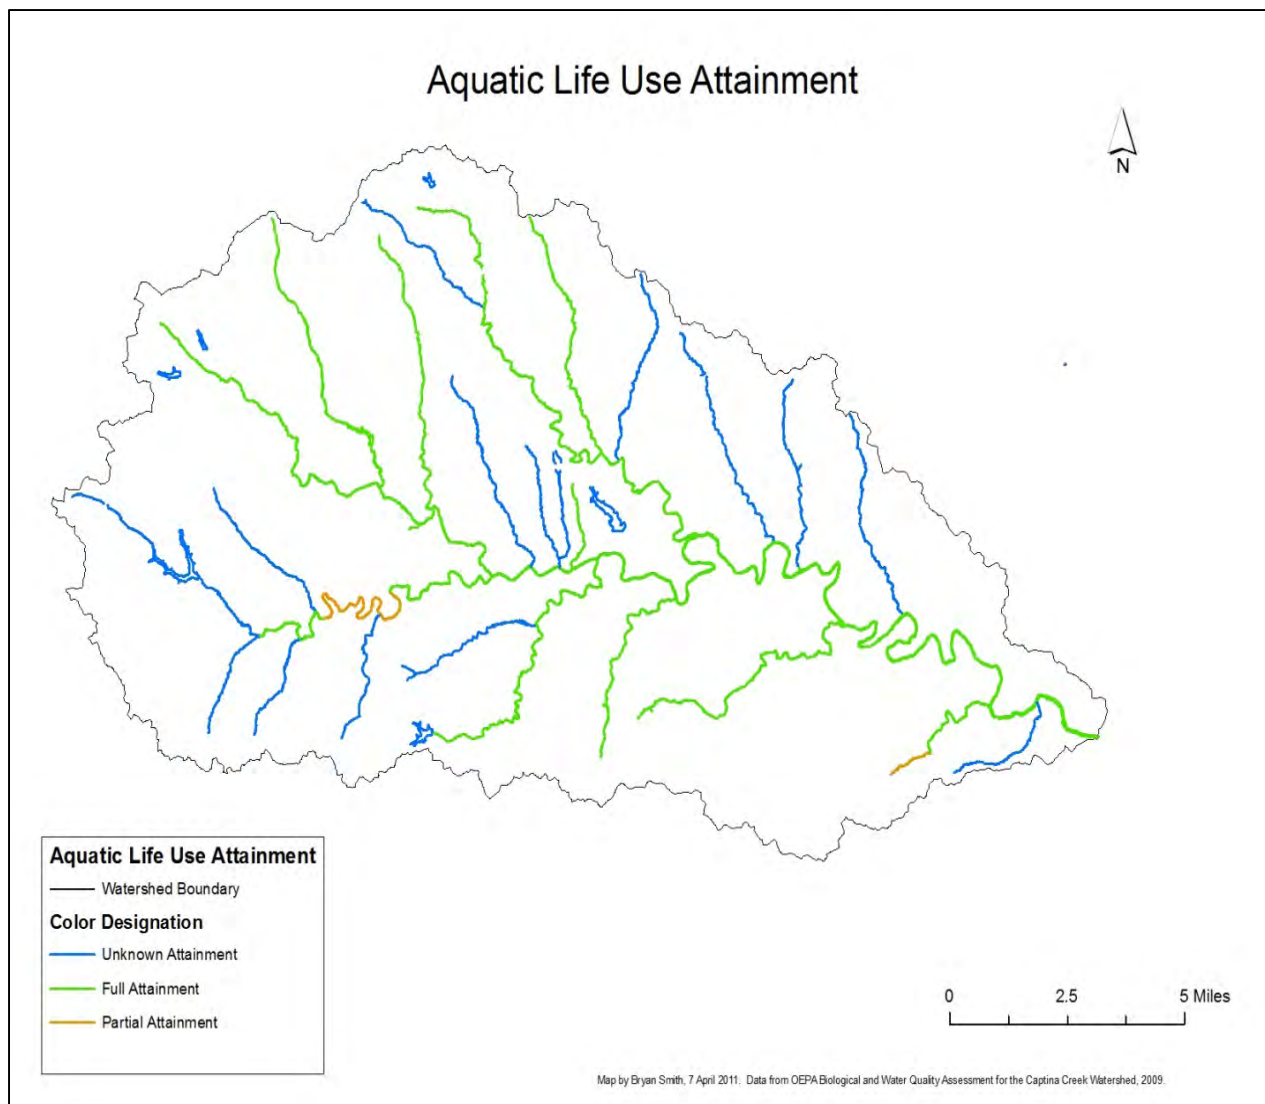 Aquatic Life Use Attainment
N
Aquatic Life Use Attainment
Watershed Boundary
Color Designation
Unknown Attainment
Full Attainment
Partial Attainment
0 2.5 5 Miles
Map by Bryan Smith, 7 April 2011. Data from OEPA Biological and Water Quality Assessment for the Captina Creek Watershed, 2009.